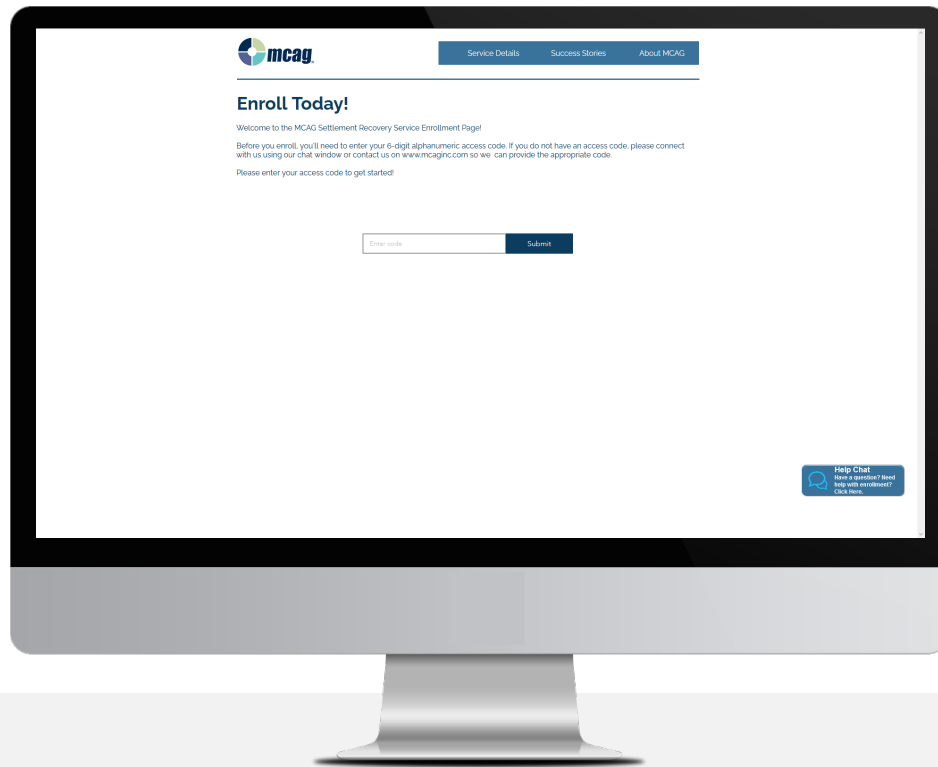 mcag
Service Details
Success Stories
About MCAG
Enroll Today!
Welcome to the MCAG Settlement Recovery Service Enrollment Page!
Before you enroll, you'll need to enter your 6-digit alphanumeric access code. If you do not have an access code, please connect
with us using our chat window or contact us on www.mcaginc.com so we can provide the appropriate code.
Please enter your access code to get started!
Enter code
Submit
Help Chat
Have a question? Need
help with enrollment?
Click Here.